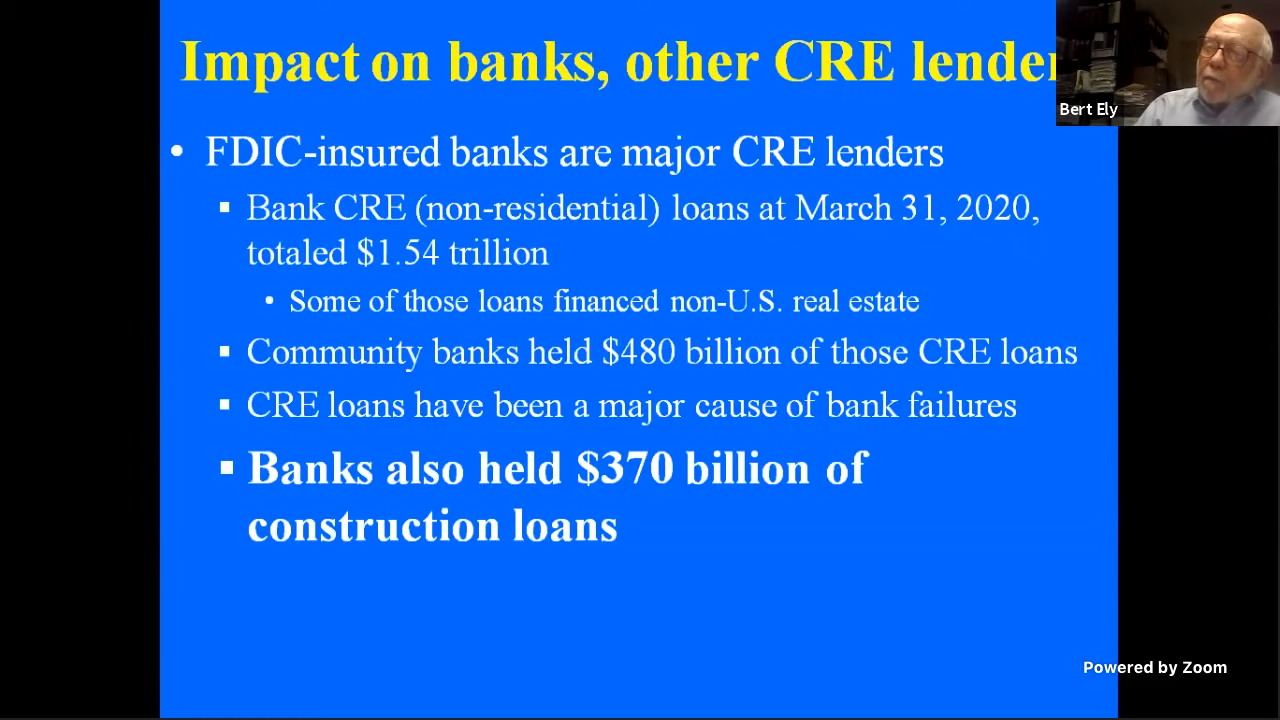 Impact on banks, other CRE lender
Bert Ely
• FDIC-insured banks are major CRE lenders
▪ Bank CRE (non-residential) loans at March 31, 2020,
totaled $1.54 trillion
• Some of those loans financed non-U.S. real estate
▪ Community banks held $480 billion of those CRE loans
▪ CRE loans have been a major cause of bank failures
▪ Banks also held $370 billion of
construction loans
Powered by Zoom